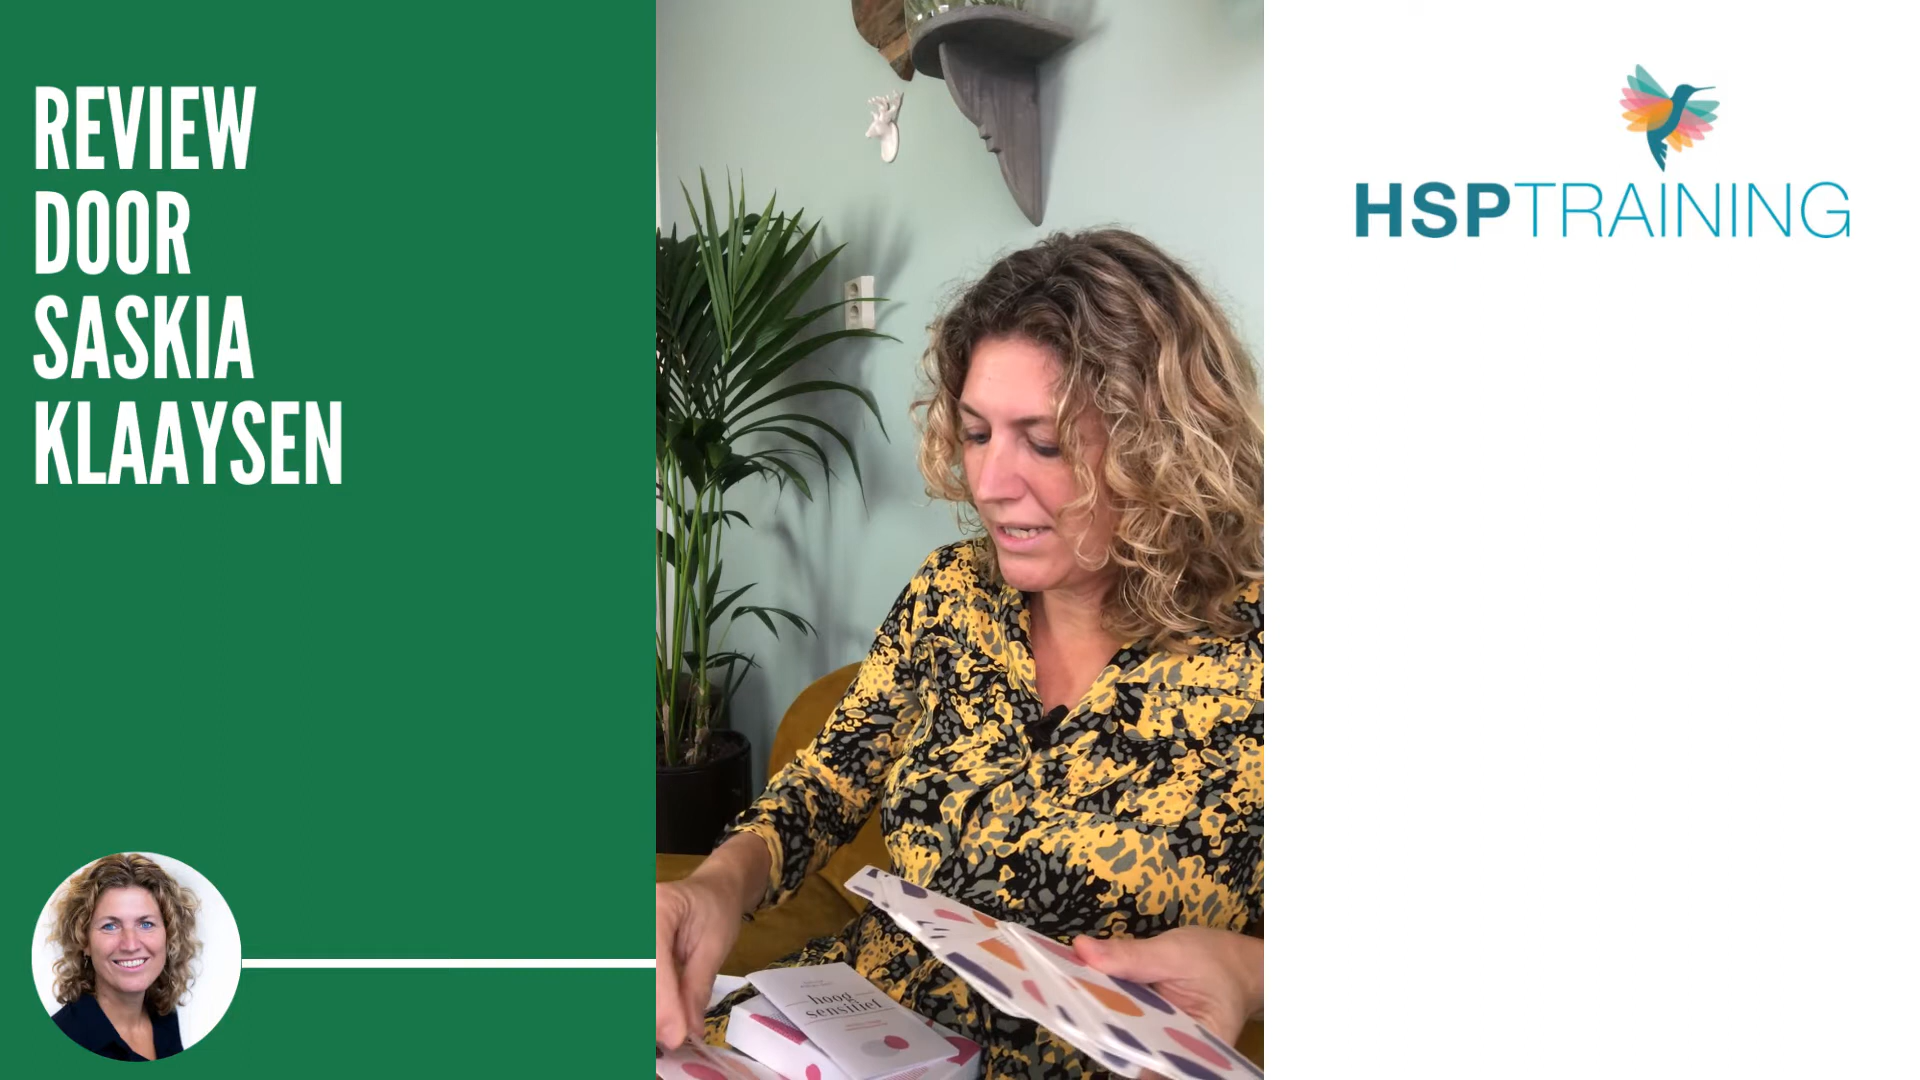 REVIEW
DOOR
SASKIA
KLAAYSEN
HSPTRAINING
hoog
sensitief